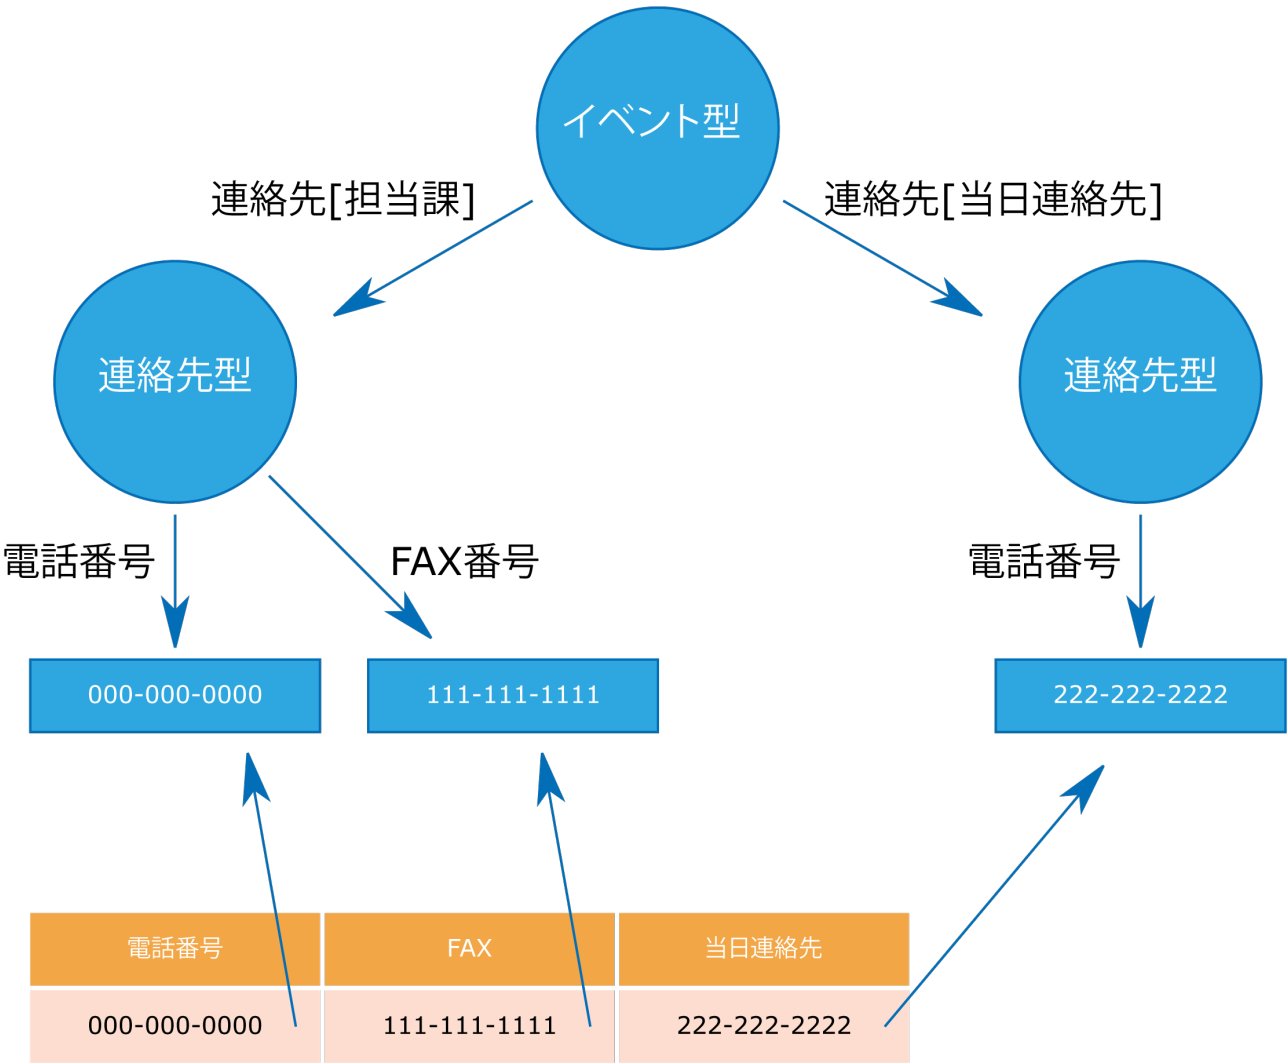 イベント型
連絡先[担当課]
連絡先[当日連絡先]
連絡先型
連絡先型
電話番号
FAX番号
電話番号
000-000-0000
111-111-1111
222-222-2222
電話番号
FAX
当日連絡先
000-000-0000
111-111-1111
222-222-2222